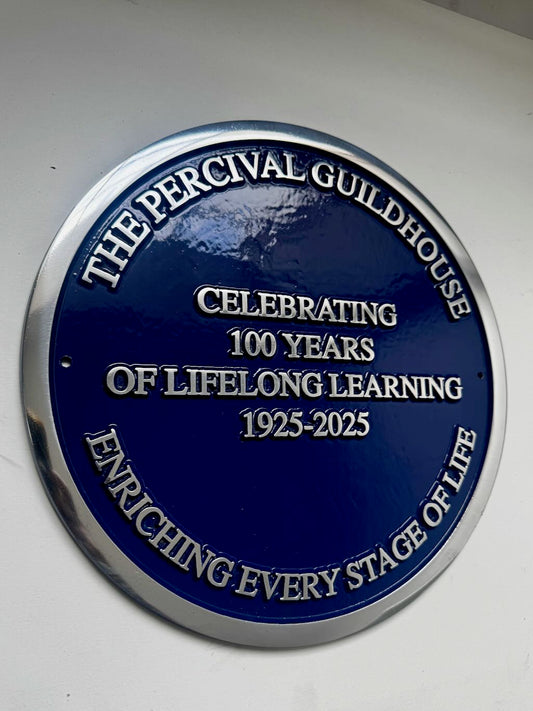 THE PERCIVAL GUILDHOUSE
CELEBRATING
100 YEARS
OF LIFELONG LEARNING
1925-2025
ENRICHING EVERY STAGE OF LIFE